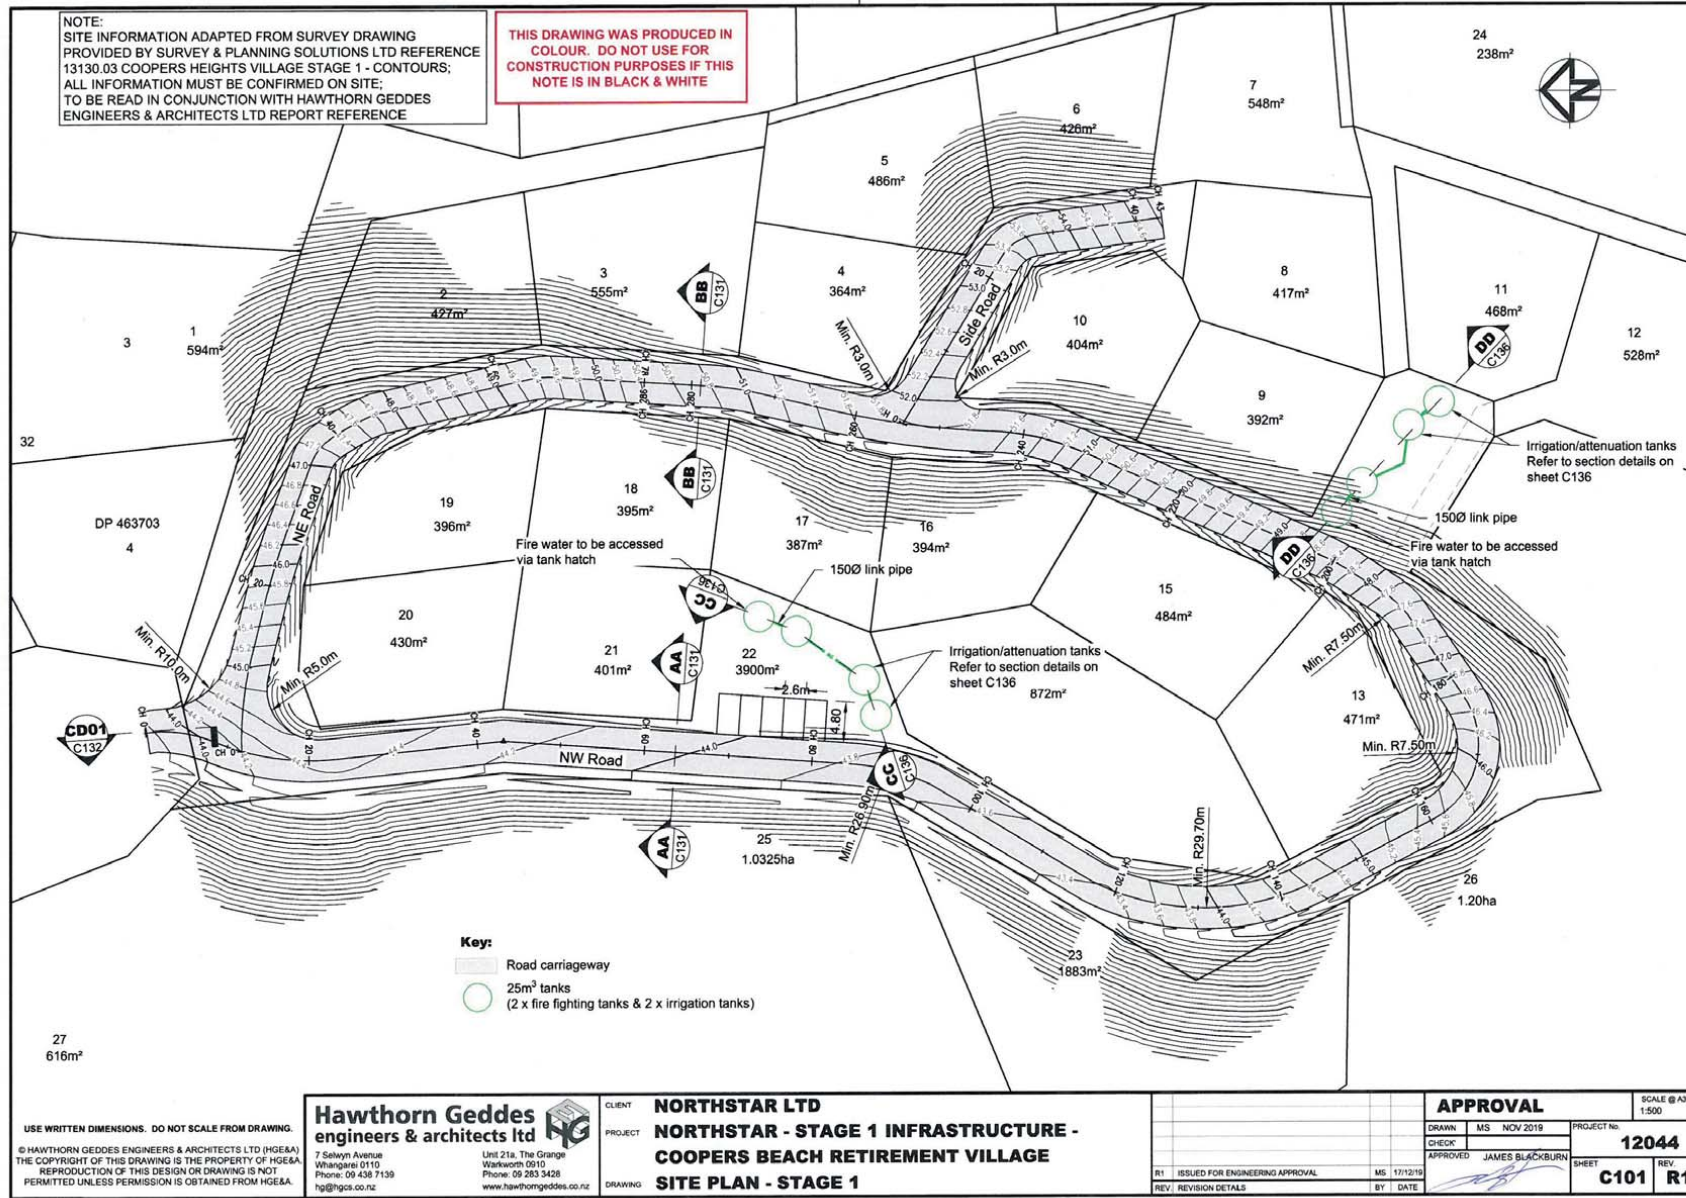 NOTE:
SITE INFORMATION ADAPTED FROM SURVEY DRAWING
PROVIDED BY SURVEY & PLANNING SOLUTIONS LTD REFERENCE
13130.03 COOPERS HEIGHTS VILLAGE STAGE 1 - CONTOURS;
ALL INFORMATION MUST BE CONFIRMED ON SITE;
TO BE READ IN CONJUNCTION WITH HAWTHORN GEDDES
ENGINEERS & ARCHITECTS LTD REPORT REFERENCE
THIS DRAWING WAS PRODUCED IN
COLOUR. DO NOT USE FOR
CONSTRUCTION PURPOSES IF THIS
NOTE IS IN BLACK & WHITE
24
238m²
N
7
548m²
6
426m²
5
486m²
3
555m²
4
364m²
8
417m²
11
468m²
2
427m²
1
594m²
3
BB
C131
Min. R3.0m
Side Road
Min. R3.0m
10
404m²
DD
C136
12
528m²
9
392m²
32
Irrigation/attenuation tanks
Refer to section details on
sheet C136
NE Road
19
396m²
18
395m²
BB
C131
17
387m²
16
394m²
150Ø link pipe
DP 463703
4
Fire water to be accessed
via tank hatch
150Ø link pipe
DD
C136
Fire water to be accessed
via tank hatch
CC
C136
15
484m²
20
430m²
21
401m²
AA
C131
22
3900m²
2.6m
4.80
Irrigation/attenuation tanks
Refer to section details on
sheet C136
872m²
Min. R7.50m
Min. R10.0m
Min. R5.0m
13
471m²
Min. R7.50m
CD01
C132
NW Road
CC
C136
AA
C131
25
1.0325ha
Min. R26.90m
Min. R29.70m
26
1.20ha
23
1883m²
Key:
Road carriageway
25m³ tanks
(2 x fire fighting tanks & 2 x irrigation tanks)
27
616m²
USE WRITTEN DIMENSIONS. DO NOT SCALE FROM DRAWING.
© HAWTHORN GEDDES ENGINEERS & ARCHITECTS LTD (HGE&A)
THE COPYRIGHT OF THIS DRAWING IS THE PROPERTY OF HGE&A.
REPRODUCTION OF THIS DESIGN OR DRAWING IS NOT
PERMITTED UNLESS PERMISSION IS OBTAINED FROM HGE&A.
Hawthorn Geddes
engineers & architects ltd
7 Selwyn Avenue
Whangarei 0110
Phone: 09 438 7139
hg@hgcs.co.nz
Unit 21a, The Grange
Warkworth 0910
Phone: 09 283 3428
www.hawthorngeddes.co.nz
CLIENT NORTHSTAR LTD
PROJECT NORTHSTAR - STAGE 1 INFRASTRUCTURE -
COOPERS BEACH RETIREMENT VILLAGE
DRAWING SITE PLAN - STAGE 1
R1 ISSUED FOR ENGINEERING APPROVAL MS 17/12/19
REV. REVISION DETAILS BY DATE
APPROVAL
SCALE @ A3
1:500
DRAWN MS NOV 2019
CHECK
APPROVED JAMES BLACKBURN
PROJECT No.
12044
SHEET
C101
REV.
R1